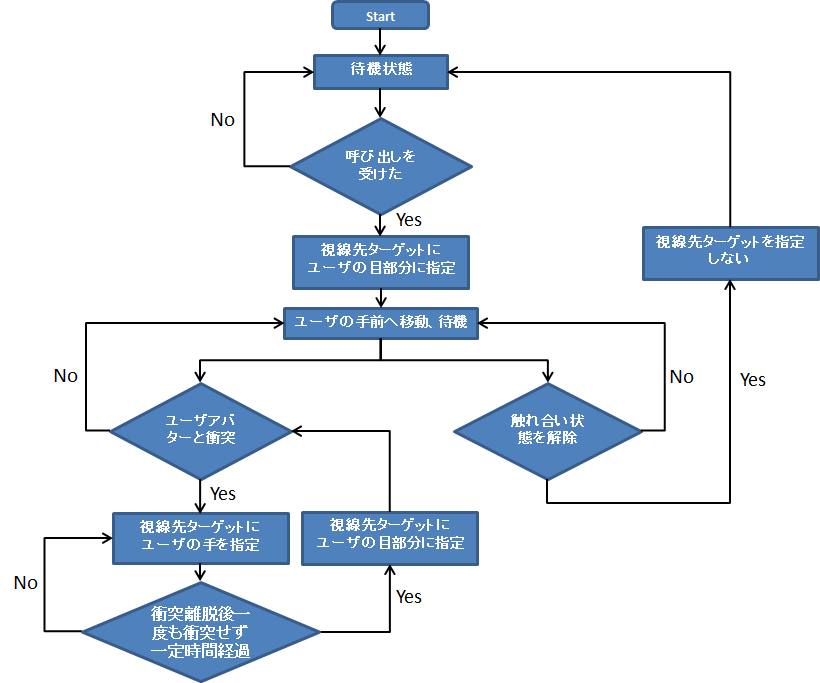 Start
待機状態
No
呼び出しを
受けた
Yes
視線先ターゲットに
ユーザの目部分に指定
視線先ターゲットを指定
しない
ユーザの手前へ移動、待機
No
No
Yes
ユーザアバ
ターと衝突
触れ合い状
態を解除
Yes
視線先ターゲットに
ユーザの手を指定
視線先ターゲットに
ユーザの目部分に指定
No
Yes
衝突離脱後一
度も衝突せず
一定時間経過